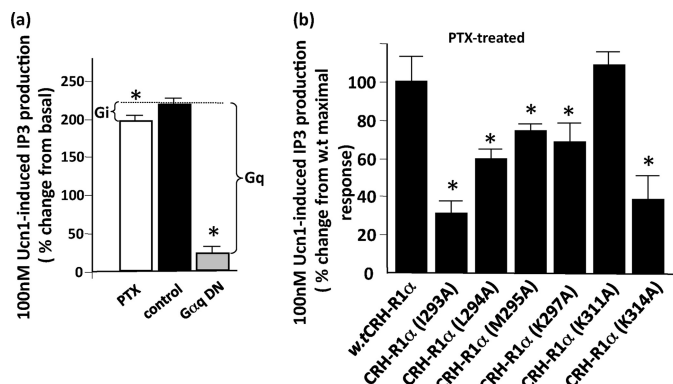 (a)
100nM Ucn1-induced IP3 production
( % change from basal)
250
200
150
100
50
0
Gi
*
*
Gq
PTX
control
Gαq DN
(b)
PTX-treated
100nM Ucn1-induced IP3 production
( % change from w.t maximal
response)
100
80
60
40
20
0
*
*
*
*
*
w.tCRH-R1α
CRH-R1α (I293A)
CRH-R1α (L294A)
CRH-R1α (M295A)
CRH-R1α (K297A)
CRH-R1α (K311A)
CRH-R1α (K314A)